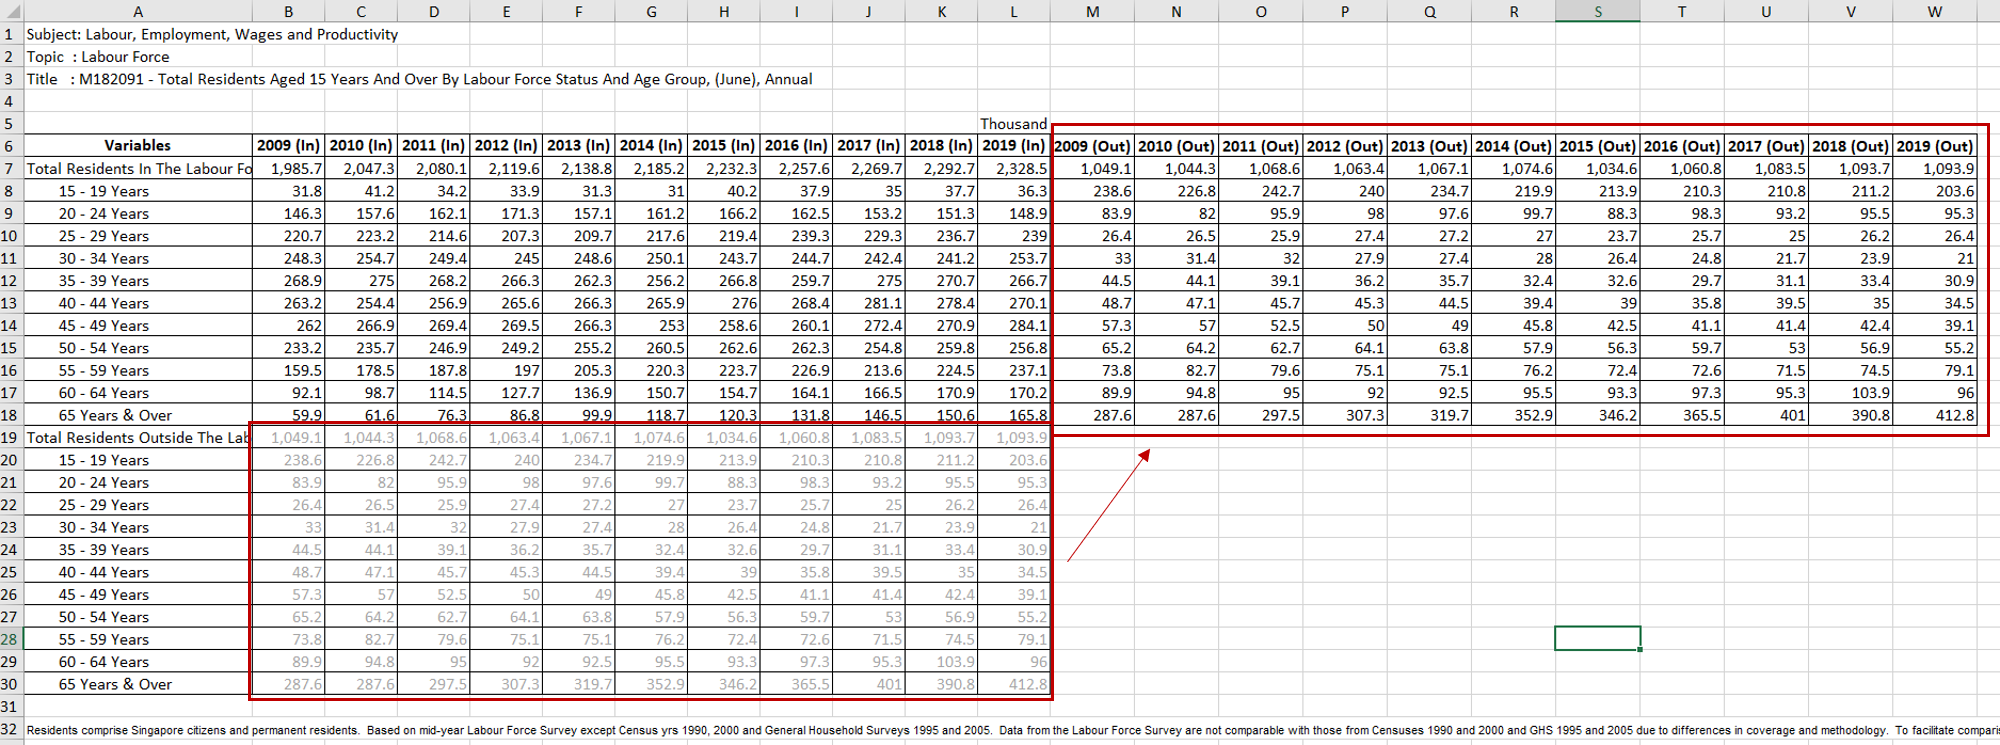 A B C D E F G H I J K L M N O P Q R S T U V W
1 Subject: Labour, Employment, Wages and Productivity
2 Topic : Labour Force
3 Title : M182091 - Total Residents Aged 15 Years And Over By Labour Force Status And Age Group, (June), Annual
4
5 Thousand
6 Variables 2009 (In) 2010 (In) 2011 (In) 2012 (In) 2013 (In) 2014 (In) 2015 (In) 2016 (In) 2017 (In) 2018 (In) 2019 (In) 2009 (Out) 2010 (Out) 2011 (Out) 2012 (Out) 2013 (Out) 2014 (Out) 2015 (Out) 2016 (Out) 2017 (Out) 2018 (Out) 2019 (Out)
7 Total Residents In The Labour Fo 1,985.7 2,047.3 2,080.1 2,119.6 2,138.8 2,185.2 2,232.3 2,257.6 2,269.7 2,292.7 2,328.5 1,049.1 1,044.3 1,068.6 1,063.4 1,067.1 1,074.6 1,034.6 1,060.8 1,083.5 1,093.7 1,093.9
8 15 - 19 Years 31.8 41.2 34.2 33.9 31.3 31 40.2 37.9 35 37.7 36.3 238.6 226.8 242.7 240 234.7 219.9 213.9 210.3 210.8 211.2 203.6
9 20 - 24 Years 146.3 157.6 162.1 171.3 157.1 161.2 166.2 162.5 153.2 151.3 148.9 83.9 82 95.9 98 97.6 99.7 88.3 98.3 93.2 95.5 95.3
10 25 - 29 Years 220.7 223.2 214.6 207.3 209.7 217.6 219.4 239.3 229.3 236.7 239 26.4 26.5 25.9 27.4 27.2 27 23.7 25.7 25 26.2 26.4
11 30 - 34 Years 248.3 254.7 249.4 245 248.6 250.1 243.7 244.7 242.4 241.2 253.7 33 31.4 32 27.9 27.4 28 26.4 24.8 21.7 23.9 21
12 35 - 39 Years 268.9 275 268.2 266.3 262.3 256.2 266.8 259.7 275 270.7 266.7 44.5 44.1 39.1 36.2 35.7 32.4 32.6 29.7 31.1 33.4 30.9
13 40 - 44 Years 263.2 254.4 256.9 265.6 266.3 265.9 276 268.4 281.1 278.4 270.1 48.7 47.1 45.7 45.3 44.5 39.4 39 35.8 39.5 35 34.5
14 45 - 49 Years 262 266.9 269.4 269.5 266.3 253 258.6 260.1 272.4 270.9 284.1 57.3 57 52.5 50 49 45.8 42.5 41.1 41.4 42.4 39.1
15 50 - 54 Years 233.2 235.7 246.9 249.2 255.2 260.5 262.6 262.3 254.8 259.8 256.8 65.2 64.2 62.7 64.1 63.8 57.9 56.3 59.7 53 56.9 55.2
16 55 - 59 Years 159.5 178.5 187.8 197 205.3 220.3 223.7 226.9 213.6 224.5 237.1 73.8 82.7 79.6 75.1 75.1 76.2 72.4 72.6 71.5 74.5 79.1
17 60 - 64 Years 92.1 98.7 114.5 127.7 136.9 150.7 154.7 164.1 166.5 170.9 170.2 89.9 94.8 95 92 92.5 95.5 93.3 97.3 95.3 103.9 96
18 65 Years & Over 59.9 61.6 76.3 86.8 99.9 118.7 120.3 131.8 146.5 150.6 165.8 287.6 287.6 297.5 307.3 319.7 352.9 346.2 365.5 401 390.8 412.8
19 Total Residents Outside The Lab 1,049.1 1,044.3 1,068.6 1,063.4 1,067.1 1,074.6 1,034.6 1,060.8 1,083.5 1,093.7 1,093.9
20 15 - 19 Years 238.6 226.8 242.7 240 234.7 219.9 213.9 210.3 210.8 211.2 203.6
21 20 - 24 Years 83.9 82 95.9 98 97.6 99.7 88.3 98.3 93.2 95.5 95.3
22 25 - 29 Years 26.4 26.5 25.9 27.4 27.2 27 23.7 25.7 25 26.2 26.4
23 30 - 34 Years 33 31.4 32 27.9 27.4 28 26.4 24.8 21.7 23.9 21
24 35 - 39 Years 44.5 44.1 39.1 36.2 35.7 32.4 32.6 29.7 31.1 33.4 30.9
25 40 - 44 Years 48.7 47.1 45.7 45.3 44.5 39.4 39 35.8 39.5 35 34.5
26 45 - 49 Years 57.3 57 52.5 50 49 45.8 42.5 41.1 41.4 42.4 39.1
27 50 - 54 Years 65.2 64.2 62.7 64.1 63.8 57.9 56.3 59.7 53 56.9 55.2
28 55 - 59 Years 73.8 82.7 79.6 75.1 75.1 76.2 72.4 72.6 71.5 74.5 79.1
29 60 - 64 Years 89.9 94.8 95 92 92.5 95.5 93.3 97.3 95.3 103.9 96
30 65 Years & Over 287.6 287.6 297.5 307.3 319.7 352.9 346.2 365.5 401 390.8 412.8
31
32 Residents comprise Singapore citizens and permanent residents. Based on mid-year Labour Force Survey except Census yrs 1990, 2000 and General Household Surveys 1995 and 2005. Data from the Labour Force Survey are not comparable with those from Censuses 1990 and 2000 and GHS 1995 and 2005 due to differences in coverage and methodology. To facilitate compari